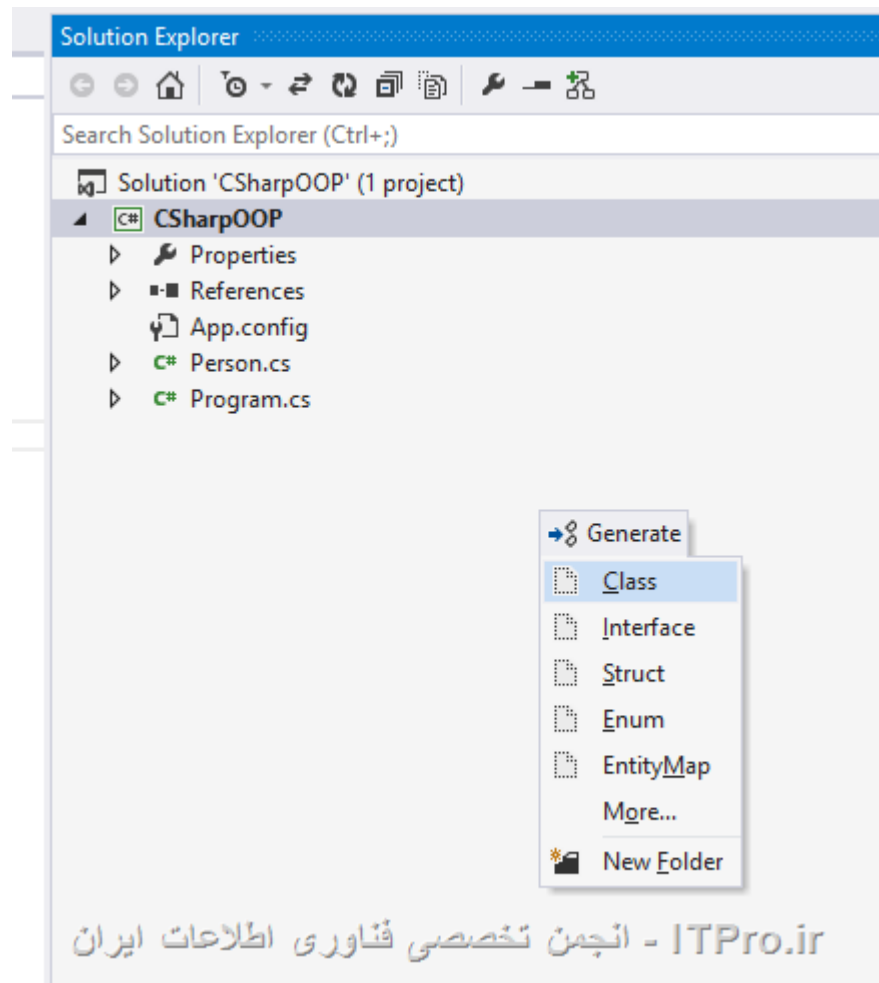 Solution Explorer
Search Solution Explorer (Ctrl+;)
Solution 'CSharpOOP' (1 project)
C# CSharpOOP
Properties
References
App.config
C# Person.cs
C# Program.cs
Generate
Class
Interface
Struct
Enum
EntityMap
More...
New Folder
ITPro.ir - انجمن تخصصی فناوری اطلاعات ایران